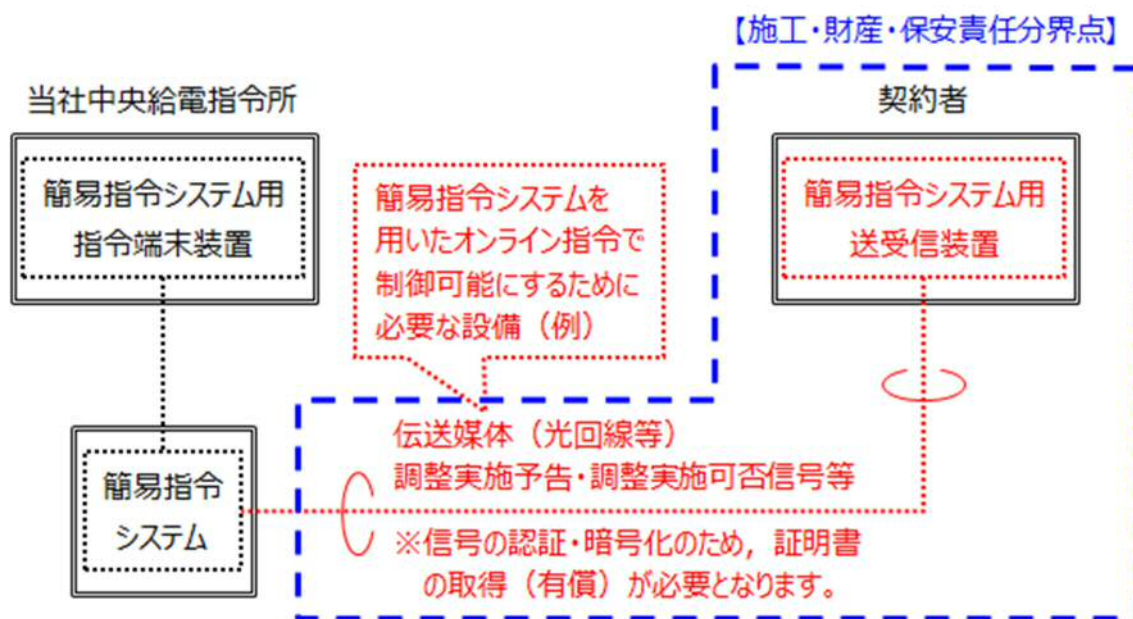 【施工・財産・保安責任分界点】
当社中央給電指令所
契約者
簡易指令システム用
指令端末装置
簡易指令システムを
用いたオンライン指令で
制御可能にするために
必要な設備（例）
簡易指令システム用
送受信装置
伝送媒体（光回線等）
調整実施予告・調整実施可否信号等
簡易指令
システム
※信号の認証・暗号化のため，証明書
の取得（有償）が必要となります。